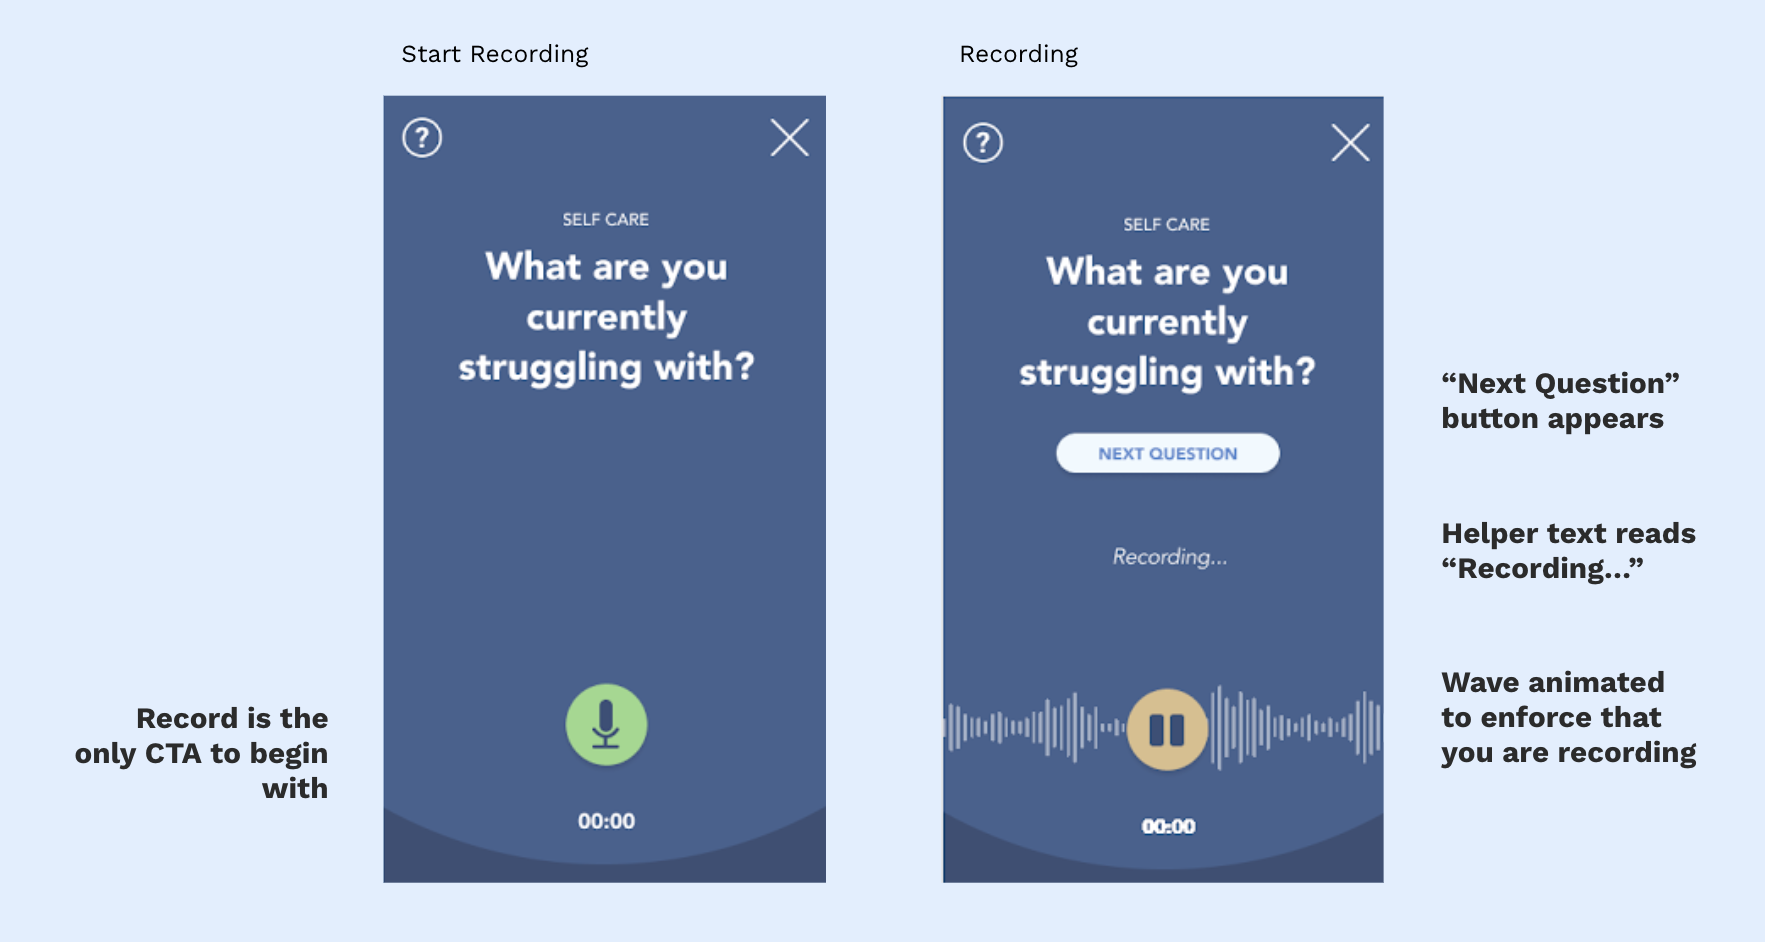 Start Recording
?
SELF CARE
What are you
currently
struggling with?
Record is the
only CTA to begin
with
00:00
Recording
?
SELF CARE
What are you
currently
struggling with?
NEXT QUESTION
Recording...
00:00
“Next Question”
button appears
Helper text reads
“Recording...”
Wave animated
to enforce that
you are recording